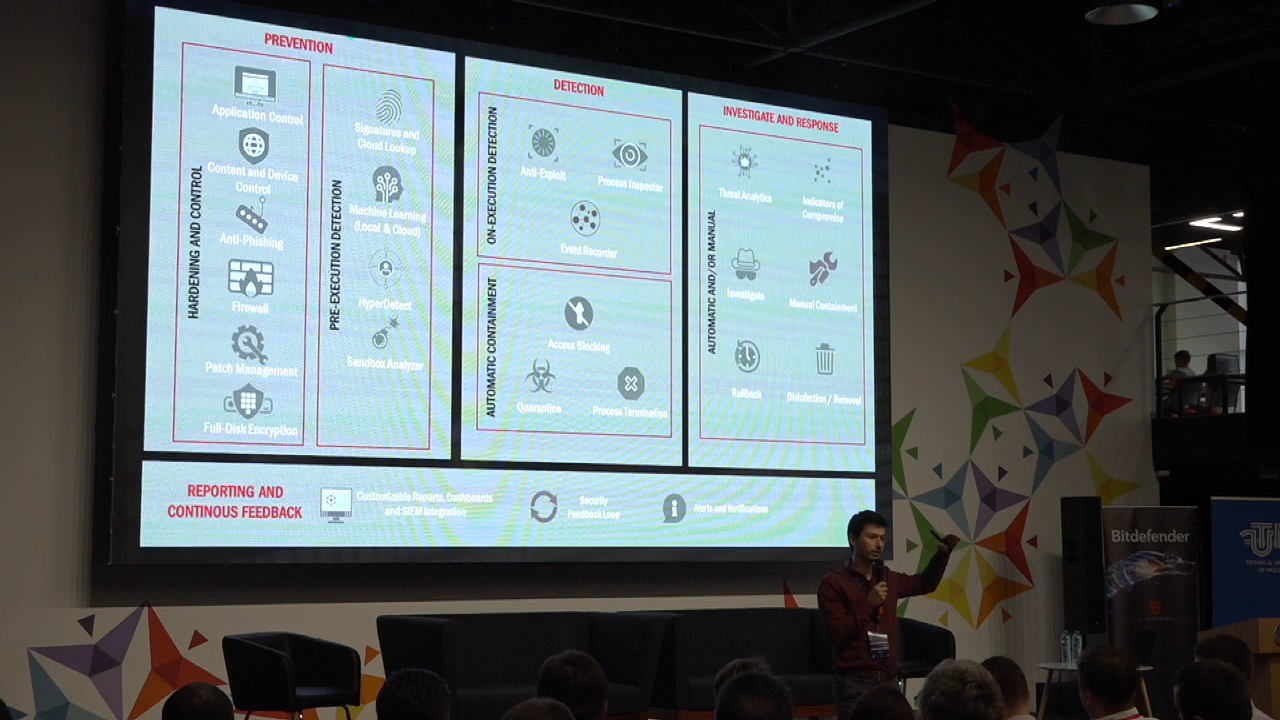 PREVENTION
HARDENING AND CONTROL
Application Control
Content and Device
Control
Anti-Phishing
Firewall
Patch Management
Full-Disk Encryption
PRE-EXECUTION DETECTION
Signatures and
Cloud Lookup
Machine Learning
(Local & Cloud)
HyperDetect
Sandbox Analyzer
DETECTION
ON-EXECUTION DETECTION
Anti-Exploit
Process Inspector
Event Recorder
AUTOMATIC CONTAINMENT
Access Blocking
Quarantine
Process Termination
INVESTIGATE AND RESPONSE
AUTOMATIC AND/OR MANUAL
Threat Analytics
Indicators of
Compromise
Investigate
Manual Containment
Rollback
Disinfection / Removal
REPORTING AND
CONTINOUS FEEDBACK
Customizable Reports, Dashboards
and SIEM Integration
Security
Feedback Loop
Alerts and Notifications
Bitdefender
TECHNICAL
OF